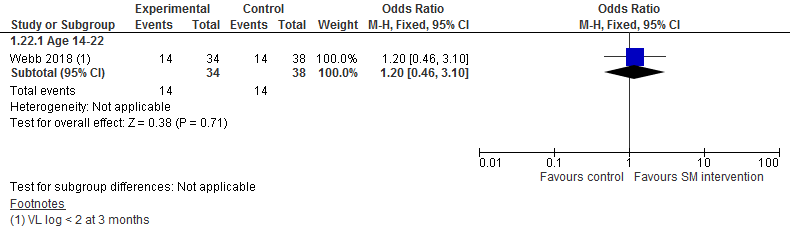 Experimental Control Odds Ratio Odds Ratio
Study or Subgroup Events Total Events Total Weight M-H, Fixed, 95% CI M-H, Fixed, 95% CI
1.22.1 Age 14-22
Webb 2018 (1) 14 34 14 38 100.0% 1.20 [0.46, 3.10]
Subtotal (95% CI) 34 38 100.0% 1.20 [0.46, 3.10]
Total events 14 14
Heterogeneity: Not applicable
Test for overall effect: Z = 0.38 (P = 0.71)
0.01 0.1 1 10 100
Favours control Favours SM intervention
Test for subgroup differences: Not applicable
Footnotes
(1) VL log < 2 at 3 months